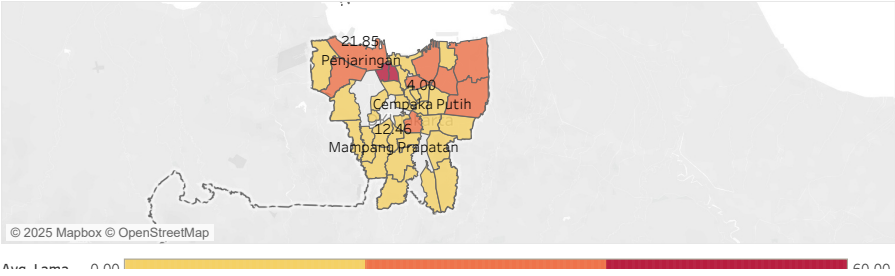 21.85
Penjaringan
4.00
Cempaka Putih
12.46
Mampang Prapatan
© 2025 Mapbox © OpenStreetMap
Avg. Lama
0.00
60.00